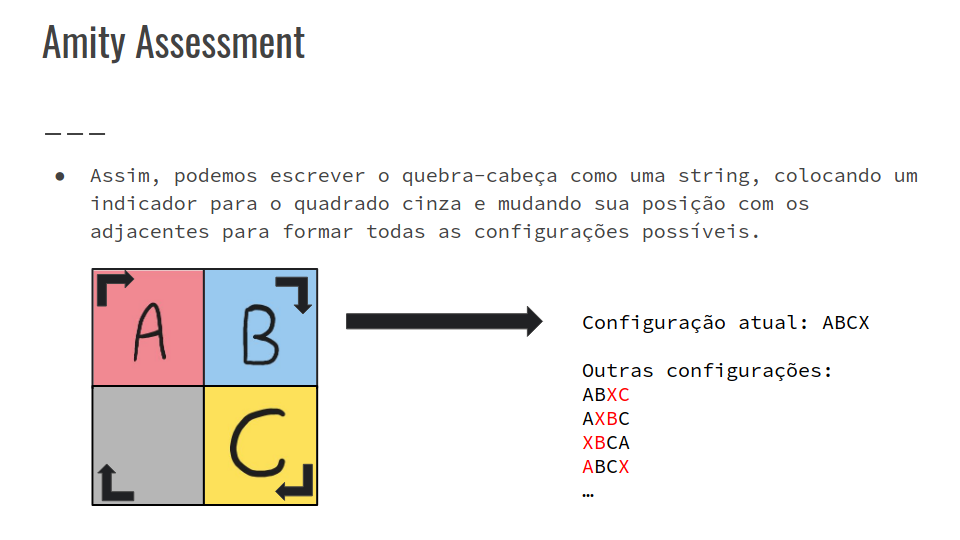 Amity Assessment
---
● Assim, podemos escrever o quebra-cabeça como uma string, colocando um
indicador para o quadrado cinza e mudando sua posição com os
adjacentes para formar todas as configurações possíveis.
A
B
C
Configuração atual: ABCX
Outras configurações:
ABXC
AXBC
XBCA
ABCX
…